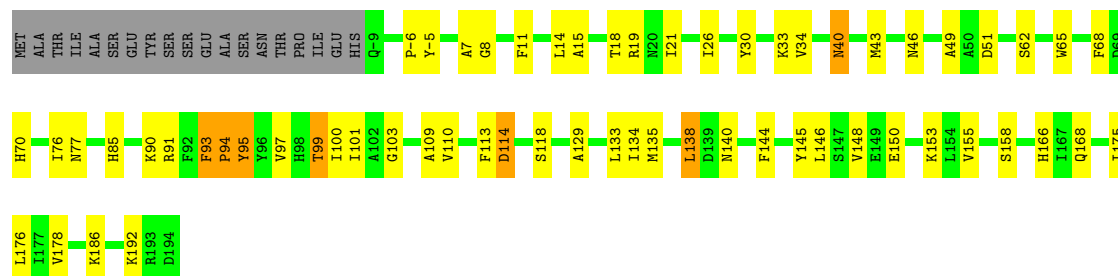 MET ALA THR ILE ALA SER GLU TYR SER SER GLU ALA SER ASN THR PRO ILE GLU HIS Q-9 P-6 Y-5 A7 G8 F11 L14 A15 T18 R19 N20 I21 I26 Y30 K33 V34 N40 M43 N46 A49 A50 D51 S62 W65 F68 D69
H70 I76 N77 H85 K90 R91 F92 F93 P94 Y95 Y96 V97 H98 T99 I100 I101 A102 G103 A109 V110 F113 D114 S118 A129 L133 I134 M135 L138 D139 N140 F144 Y145 L146 S147 V148 E149 E150 K153 L154 V155 S158 H166 I167 Q168 I175
L176 I177 V178 K186 K192 R193 D194